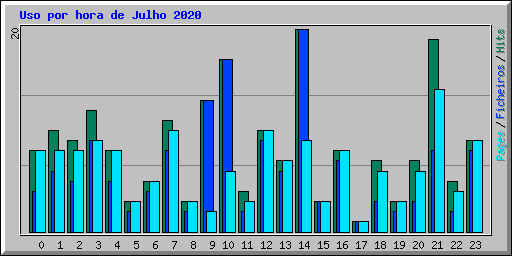 Uso por hora de Julho 2020
20
Pages/Ficheiros/Hits
0 1 2 3 4 5 6 7 8 9 10 11 12 13 14 15 16 17 18 19 20 21 22 23